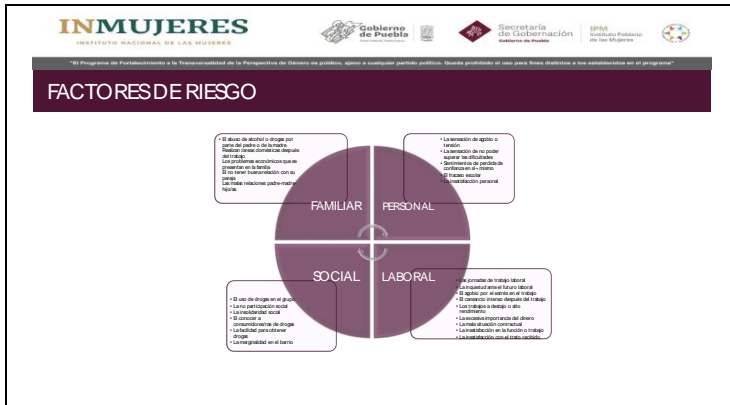 INMUJERES
INSTITUTO NACIONAL DE LAS MUJERES
Gobierno
de Puebla
Secretaría
de Gobernación
Gobierno de Puebla
IPM
Instituto Poblano
de las Mujeres
"El Programa de Fortalecimiento a la Transversalidad de la Perspectiva de Género es público, ajeno a cualquier partido político. Queda prohibido el uso para fines distintos a los establecidos en el programa"
FACTORES DE RIESGO
• El abuso de alcohol o drogas por
parte del padre o de la madre.
Realizan tareas domésticas después
del trabajo
Los problemas económicos que se
presentan en la familia
El no tener buena relación con su
pareja
Las malas relaciones padre-madre-
hijo/as.
• La sensación de agobio o
tensión
• La sensación de no poder
superar las dificultades
• Sentimientos de perdida de
confianza en sí- mismo
• El fracaso escolar
• La insatisfacción personal
FAMILIAR
PERSONAL
SOCIAL
LABORAL
• El uso de drogas en el grupo
• La no participación social
• La insolidaridad social
• El conocer a
consumidores/ras de drogas
• La facilidad para obtener
drogas
• La marginalidad en el barrio
• Las jornadas de trabajo laboral
• La inquietud ante el futuro laboral
• El agobio por el estrés en el trabajo
• El cansancio intenso después del trabajo
• Los trabajos a destajo o alto
rendimiento
• La excesiva importancia del dinero
• La mala situación contractual
• La insatisfacción en la función o trabajo
• La insatisfacción con el trato recibido